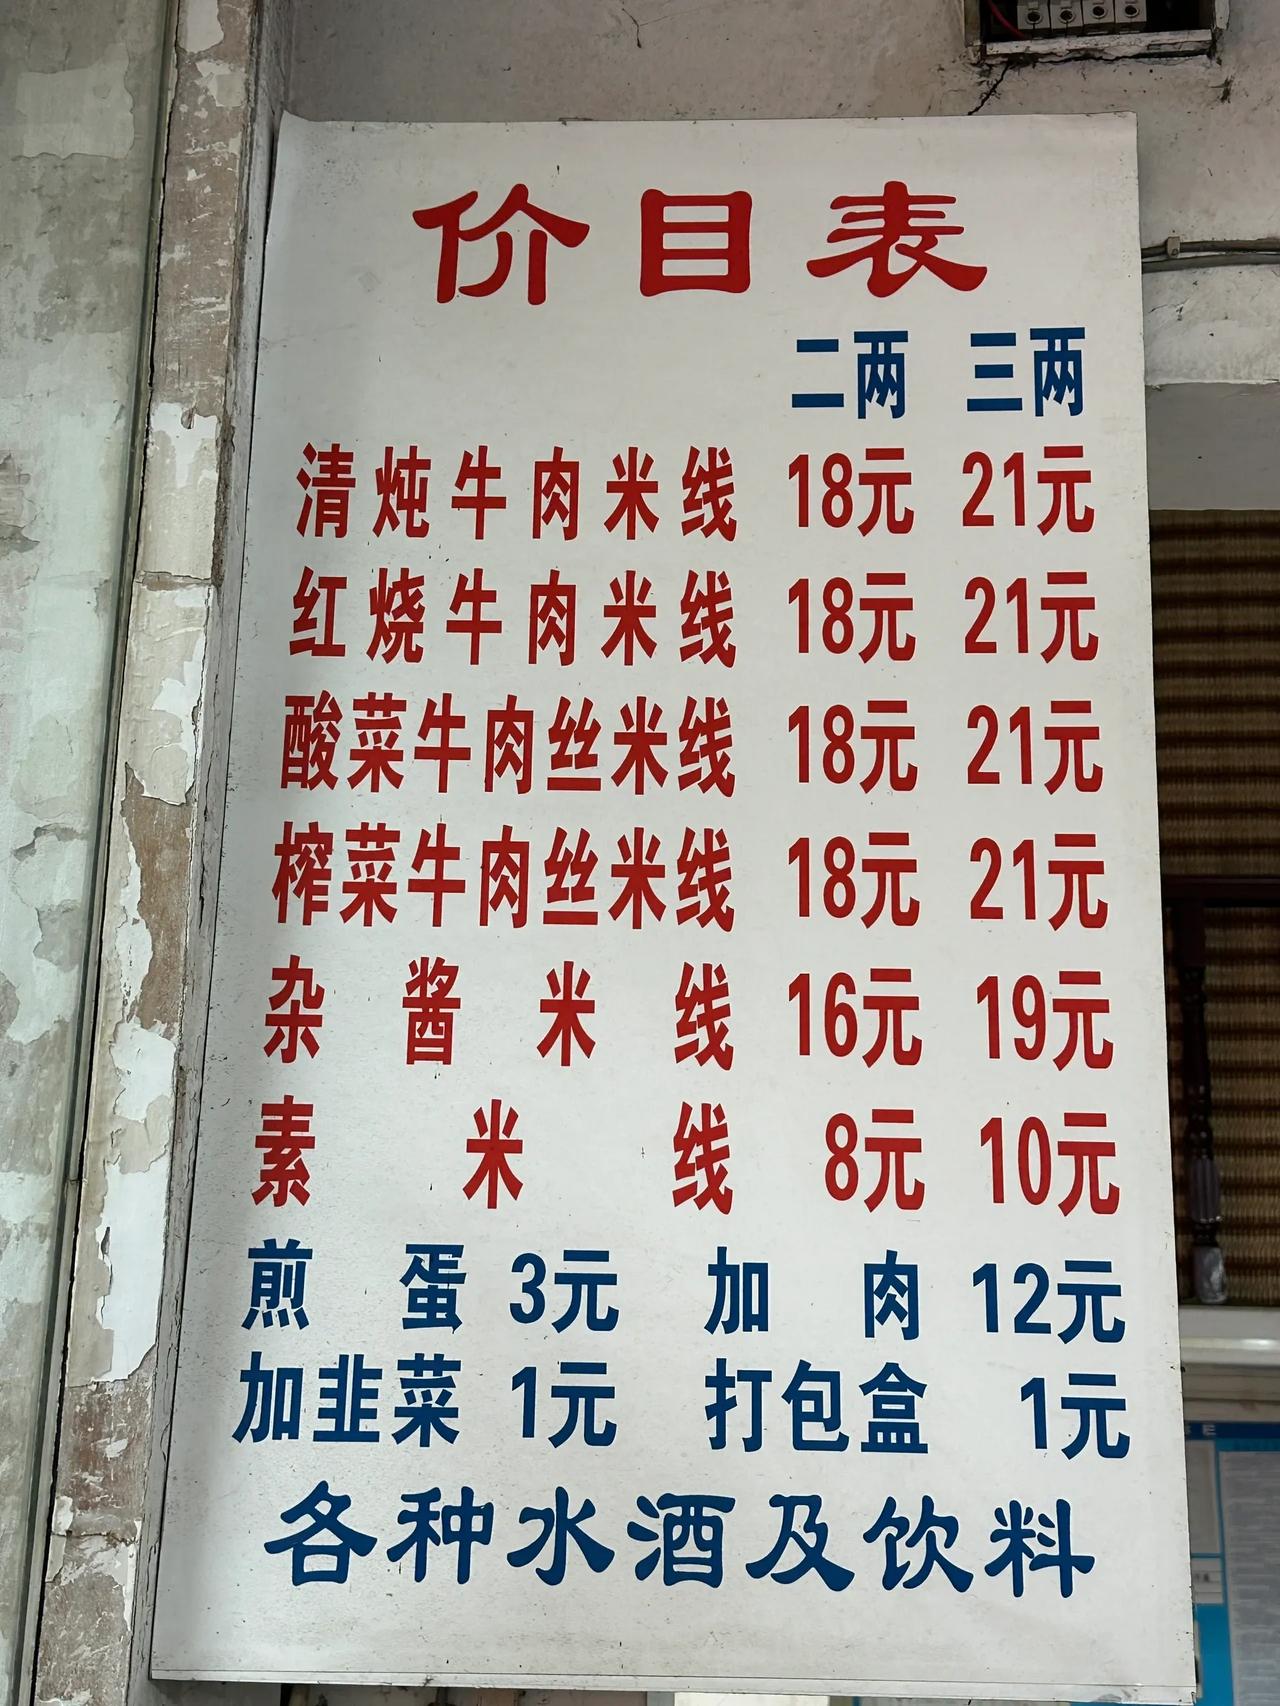 价目表
二两 三两
清炖牛肉米线 18元 21元
红烧牛肉米线 18元 21元
酸菜牛肉丝米线 18元 21元
榨菜牛肉丝米线 18元 21元
杂酱米线 16元 19元
素米线 8元 10元
煎蛋 3元 加肉 12元
加韭菜 1元 打包盒 1元
各种水酒及饮料